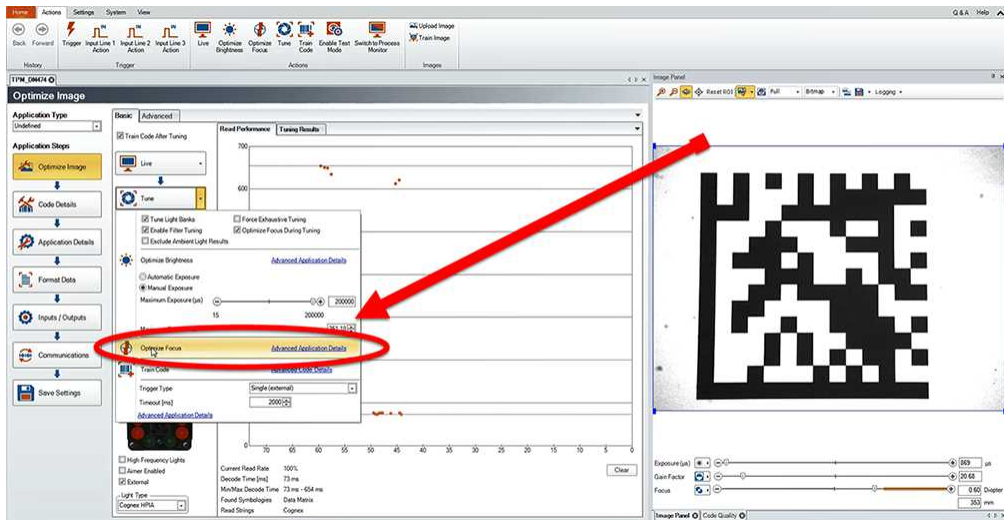 Home Actions Settings System View Q & A Help
Back Forward Trigger Input Line 1 Action Input Line 2 Action Input Line 3 Action Live Optimize Brightness Optimize Focus Tune Train Code Enable Test Mode Switch to Process Monitor Upload Image Train Image
History Trigger Actions Images
TPM_DM474
Optimize Image
Application Type
Undefined
Application Steps
Optimize Image
Code Details
Application Details
Format Data
Inputs / Outputs
Communications
Save Settings
Basic Advanced
Train Code After Tuning
Live
Tune
Tune Light Banks Force Exhaustive Tuning
Enable Filter Tuning Optimize Focus During Tuning
Exclude Ambient Light Results
Optimize Brightness Advanced Application Details
Automatic Exposure
Manual Exposure
Maximum Exposure (µs) 200000
15 200000
Optimize Focus Advanced Application Details
Train Code Advanced Code Details
Trigger Type Single (external)
Timeout [ms] 2000
Advanced Application Details
High Frequency Lights
Aimer Enabled
External
Light Type
Cognex HPIA
Read Performance Tuning Results
700
600
0
70 65 60 55 50 45 40 35 30 25 20 15 10 5 0
Current Read Rate 100%
Decode Time [ms] 73 ms
Min/Max Decode Time 73 ms - 654 ms
Found Symbologies Data Matrix
Read Strings Cognex
Clear
Image Panel
Reset ROI Full Bitmap Logging
Exposure (µs) 869 µs
Gain Factor 20.68
Focus 0.60 Diopter
353 mm
Image Panel Code Quality